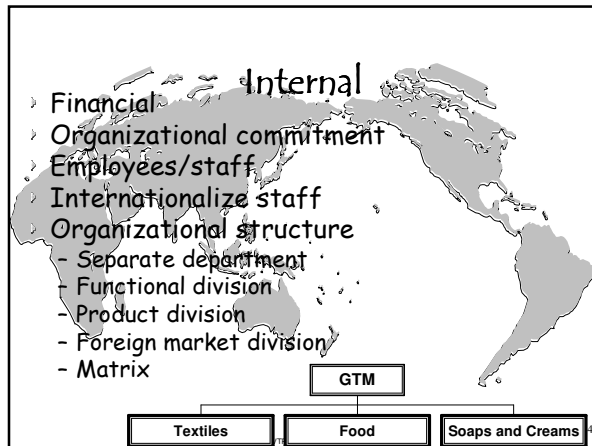 Internal
Financial
Organizational commitment
Employees/staff
Internationalize staff
Organizational structure
– Separate department
– Functional division
– Product division
– Foreign market division
– Matrix
GTM
Textiles
Food
Soaps and Creams
4